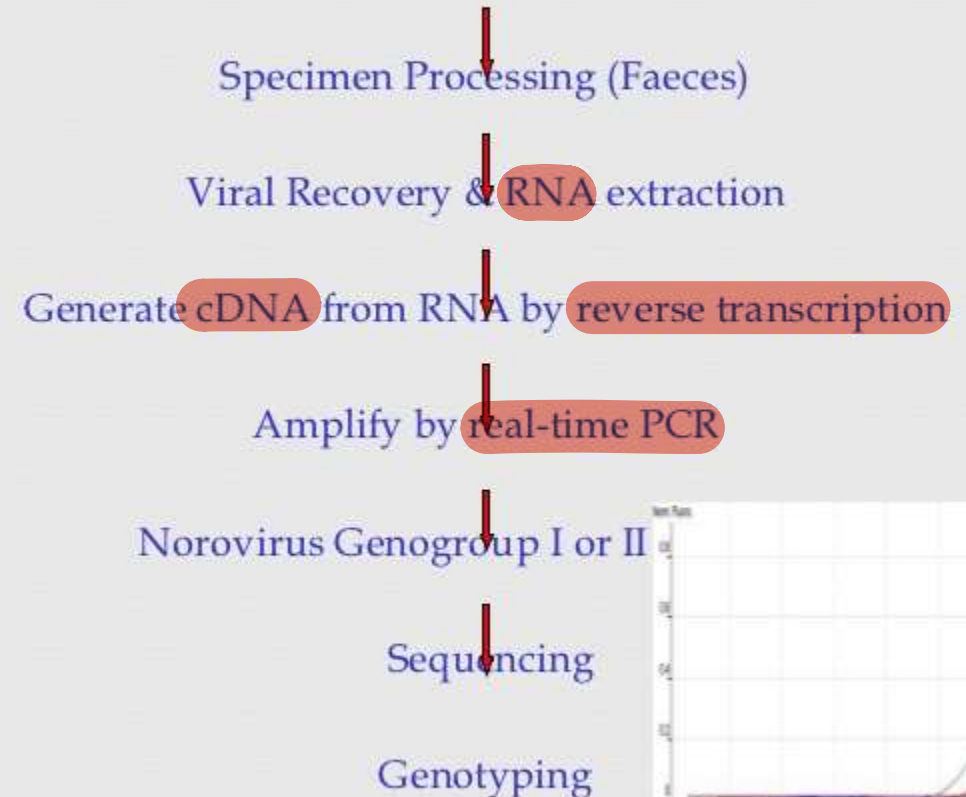 Specimen Processing (Faeces)
Viral Recovery & RNA extraction
Generate cDNA from RNA by reverse transcription
Amplify by real-time PCR
Norovirus Genogroup I or II
Sequencing
Genotyping